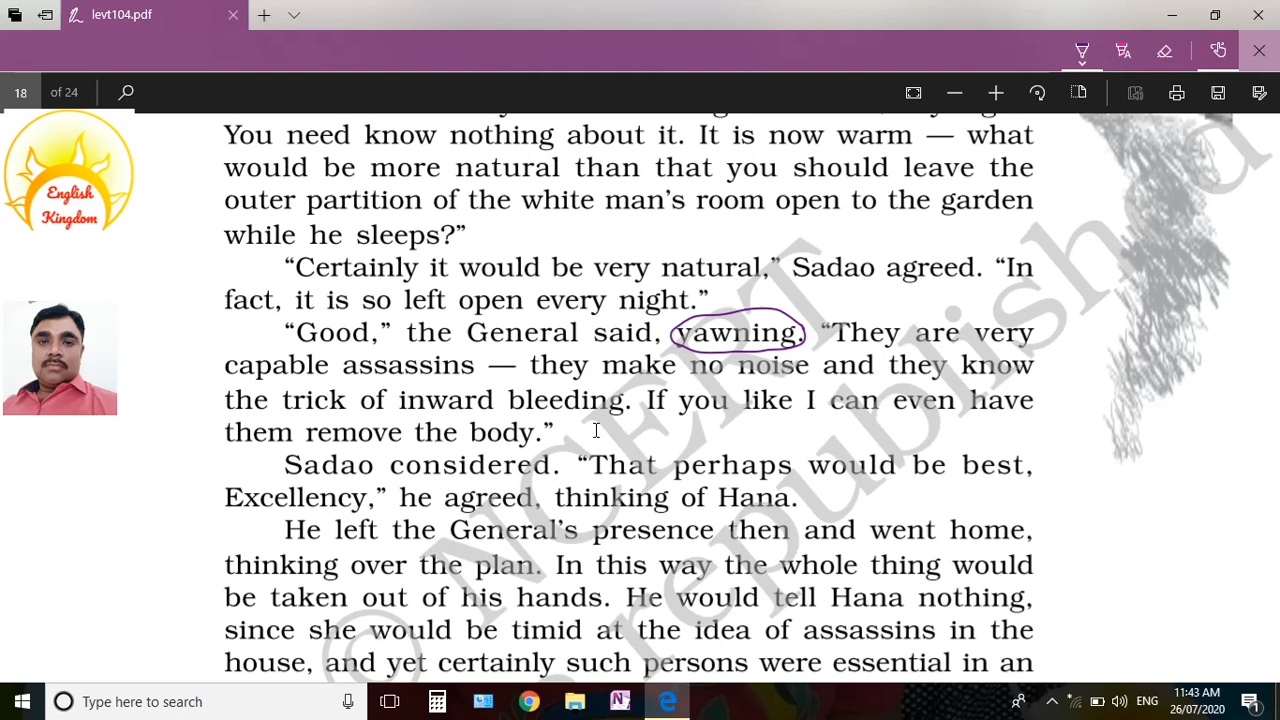 levt104.pdf
18 of 24
English
Kingdom
You need know nothing about it. It is now warm — what
would be more natural than that you should leave the
outer partition of the white man's room open to the garden
while he sleeps?”
“Certainly it would be very natural,” Sadao agreed. “In
fact, it is so left open every night.”
“Good,” the General said, yawning. “They are very
capable assassins — they make no noise and they know
the trick of inward bleeding. If you like I can even have
them remove the body.”
Sadao considered. “That perhaps would be best,
Excellency,” he agreed, thinking of Hana.
He left the General's presence then and went home,
thinking over the plan. In this way the whole thing would
be taken out of his hands. He would tell Hana nothing,
since she would be timid at the idea of assassins in the
house, and yet certainly such persons were essential in an
© NCERT
republished
Type here to search
ENG
11:43 AM
26/07/2020
1